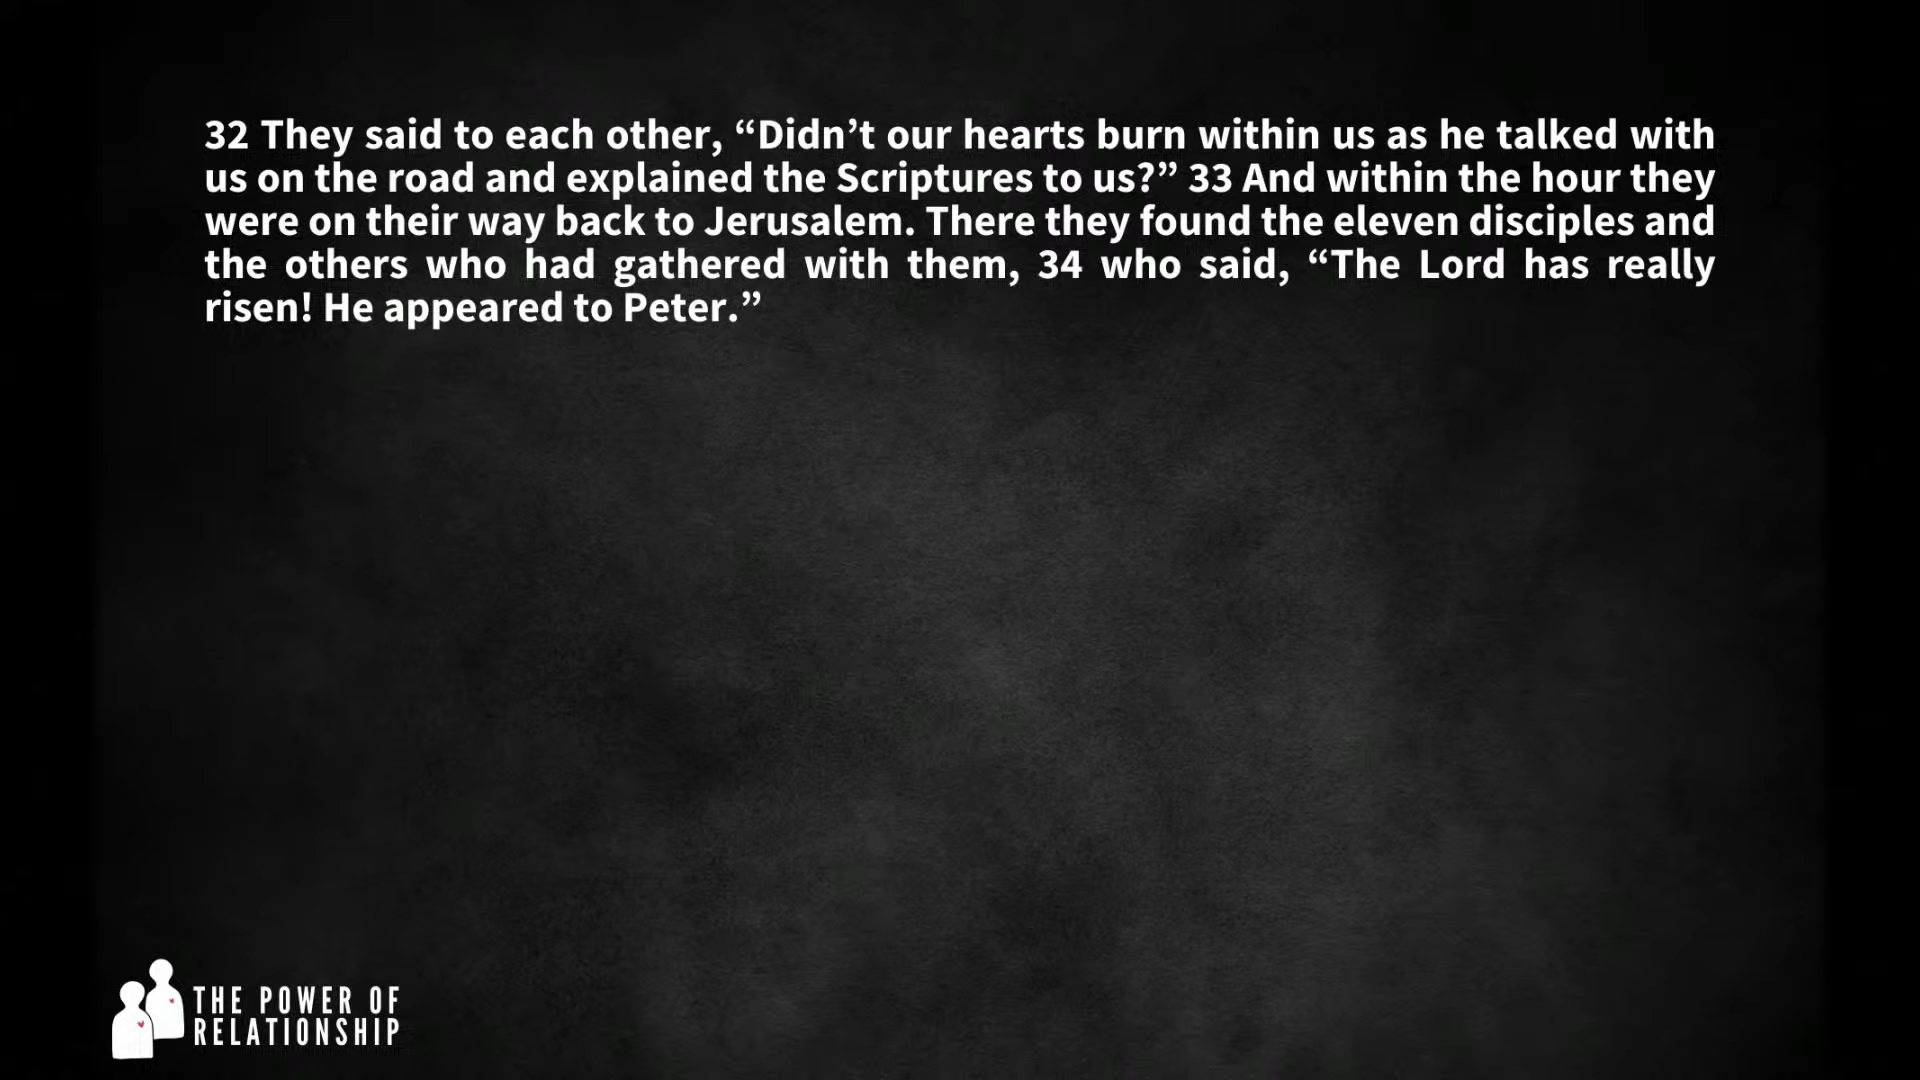 32 They said to each other, “Didn’t our hearts burn within us as he talked with
us on the road and explained the Scriptures to us?” 33 And within the hour they
were on their way back to Jerusalem. There they found the eleven disciples and
the others who had gathered with them, 34 who said, “The Lord has really
risen! He appeared to Peter.”
THE POWER OF
RELATIONSHIP